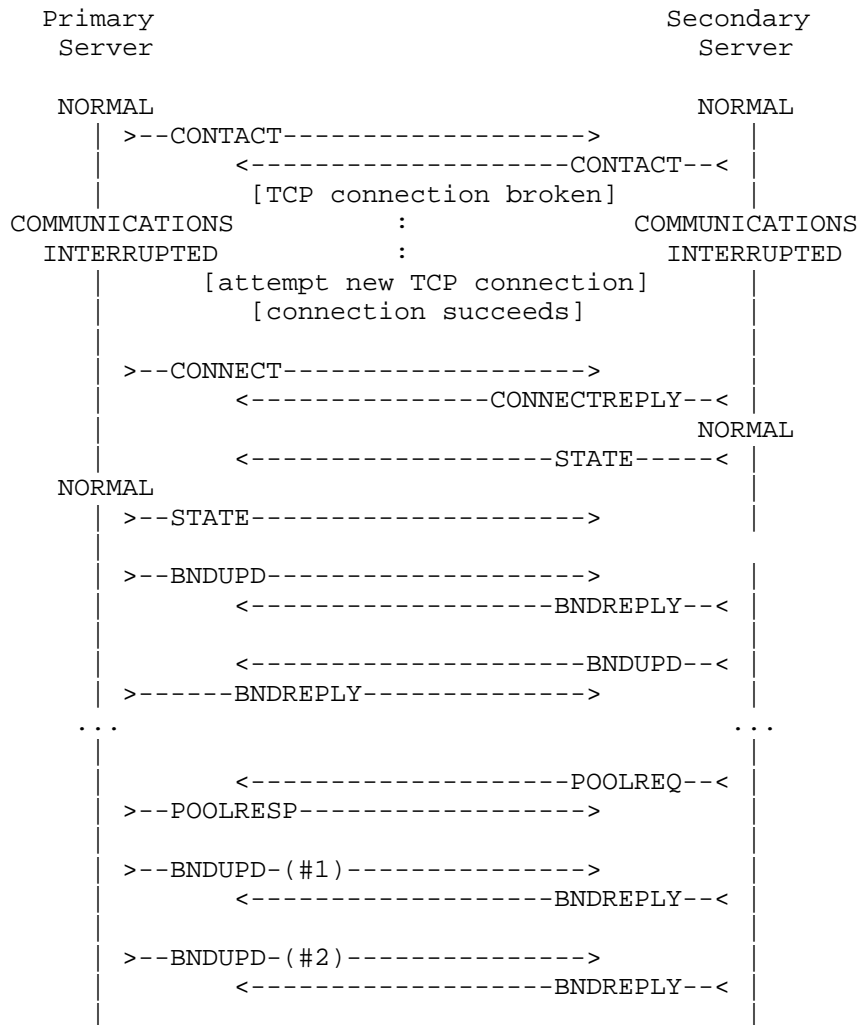 Primary                                Secondary
   Server                                  Server

   NORMAL                                  NORMAL
     | >--CONTACT------------------->         |
     |        <--------------------CONTACT--< |
     |         [TCP connection broken]        |
COMMUNICATIONS          :              COMMUNICATIONS
  INTERRUPTED           :                INTERRUPTED
     |      [attempt new TCP connection]      |
     |         [connection succeeds]          |
     |                                        |
     | >--CONNECT------------------->         |
     |        <---------------CONNECTREPLY--< |
     |                                     NORMAL
     |        <-------------------STATE-----< |
   NORMAL                                     |
     | >--STATE--------------------->         |
     |
     | >--BNDUPD-------------------->         |
     |        <-------------------BNDREPLY--< |
     |                                        |
     |        <---------------------BNDUPD--< |
     | >------BNDREPLY-------------->         |
    ...                                      ...
     |                                        |
     |        <--------------------POOLREQ--< |
     | >--POOLRESP------------------>         |
     |                                        |
     | >--BNDUPD-(#1)--------------->         |
     |        <-------------------BNDREPLY--< |
     |                                        |
     | >--BNDUPD-(#2)--------------->         |
     |        <-------------------BNDREPLY--< |
     |                                        |